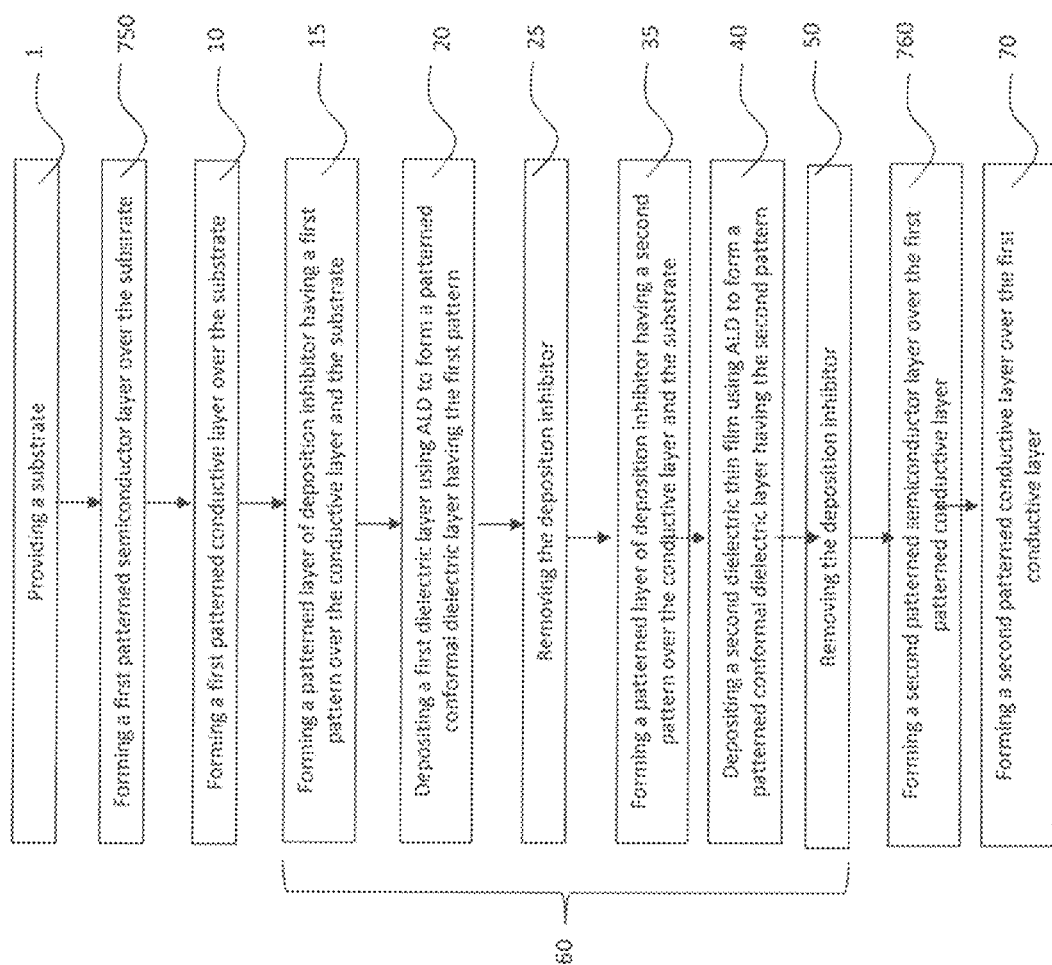 Providing a substrate
1
Forming a first patterned semiconductor layer over the substrate
750
Forming a first patterned conductive layer over the substrate
10
Forming a patterned layer of deposition inhibitor having a first
pattern over the conductive layer and the substrate
15
Depositing a first dielectric layer using ALD to form a patterned
conformal dielectric layer having the first pattern
20
Removing the deposition inhibitor
25
Forming a patterned layer of deposition inhibitor having a second
pattern over the conductive layer and the substrate
35
Depositing a second dielectric thin film using ALD to form a
patterned conformal dielectric layer having the second pattern
40
Removing the deposition inhibitor
50
Forming a second patterned semiconductor layer over the first
patterned conductive layer
760
Forming a second patterned conductive layer over the first
conductive layer
70
60